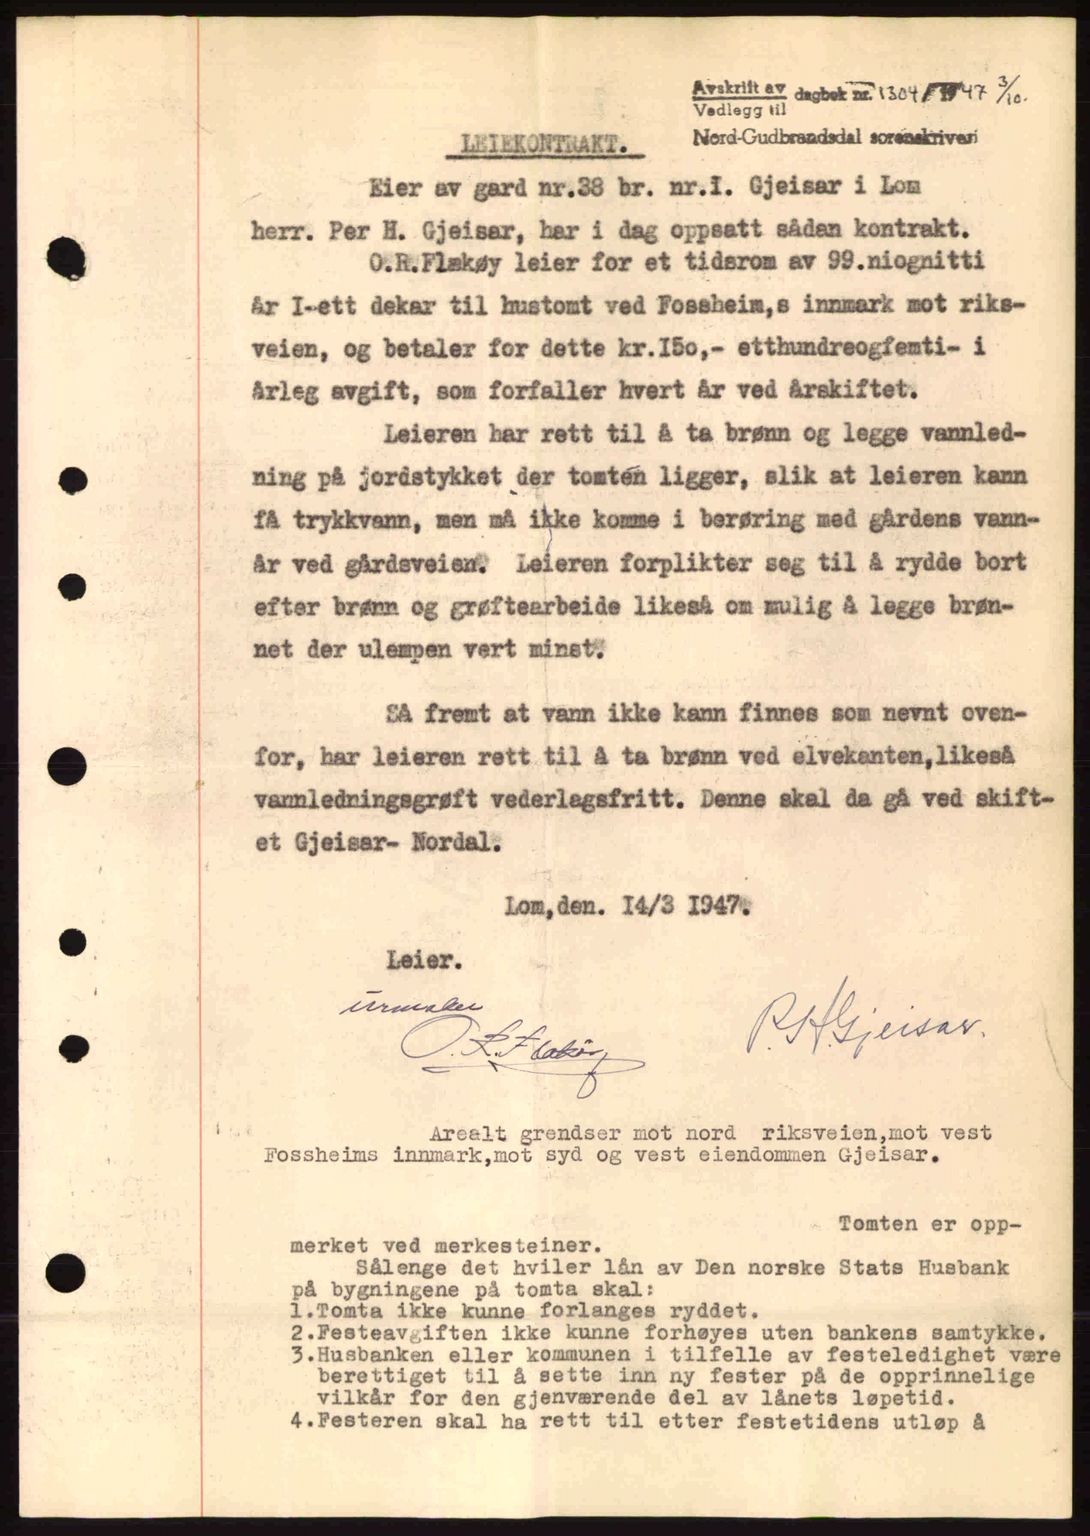 Avskrift av
Vedlegg til
dagbok nr. 1304/1947 3/10.
Nord-Gudbrandsdal sorenskriveri
LEIEKONTRAKT.
Eier av gard nr.38 br. nr.I. Gjeisar i Lom
herr. Per H. Gjeisar, har i dag oppsatt sådan kontrakt.
O.R.Flækøy leier for et tidsrom av 99.niognitti
år I-ett dekar til hustomt ved Fossheim,s innmark mot riks-
veien, og betaler for dette kr.I5o,- etthundreogfemti- i
årleg avgift, som forfaller hvert år ved årskiftet.
Leieren har rett til å ta brønn og legge vannled-
ning på jordstykket der tomten ligger, slik at leieren kann
få trykkvann, men må ikke komme i berøring med gårdens vann-
år ved gårdsveien. Leieren forplikter seg til å rydde bort
efter brønn og grøftearbeide likeså om mulig å legge brøn-
net der ulempen vert minst.
Så fremt at vann ikke kann finnes som nevnt oven-
for, har leieren rett til å ta brønn ved elvekanten,likeså
vannledningsgrøft vederlagsfritt. Denne skal da gå ved skift-
et Gjeisar- Nordal.
Lom,den. I4/3 I947.
Leier.
Urmaker
O.R.Flækøy
P.H.Gjeisar.
Arealt grendser mot nord riksveien,mot vest
Fossheims innmark,mot syd og vest eiendommen Gjeisar.
Tomten er opp-
merket ved merkesteiner.
Sålenge det hviler lån av Den norske Stats Husbank
på bygningene på tomta skal:
1.Tomta ikke kunne forlanges ryddet.
2.Festeavgiften ikke kunne forhøyes uten bankens samtykke.
3.Husbanken eller kommunen i tilfelle av festeledighet være
berettiget til å sette inn ny fester på de opprinnelige
vilkår for den gjenværende del av lånets løpetid.
4.Festeren skal ha rett til etter festetidens utløp å